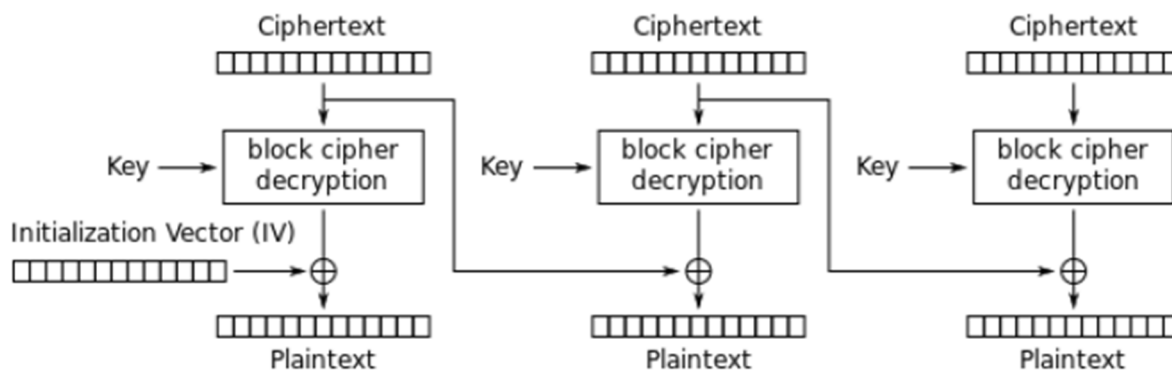 Ciphertext
Ciphertext
Ciphertext
Key
block cipher
decryption
Key
block cipher
decryption
Key
block cipher
decryption
Initialization Vector (IV)
Plaintext
Plaintext
Plaintext